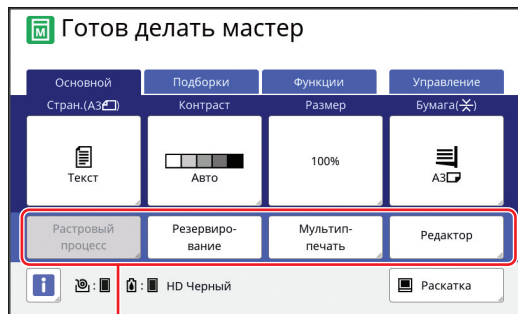 M
Готов делать мастер
Основной
Подборки
Функции
Управление
Стран.(A3)
Контраст
Размер
Бумага( )
Текст
Авто
100%
A3
Растровый
процесс
Резервиро-
вание
Мультип-
печать
Редактор
i
:
: HD Черный
Раскатка